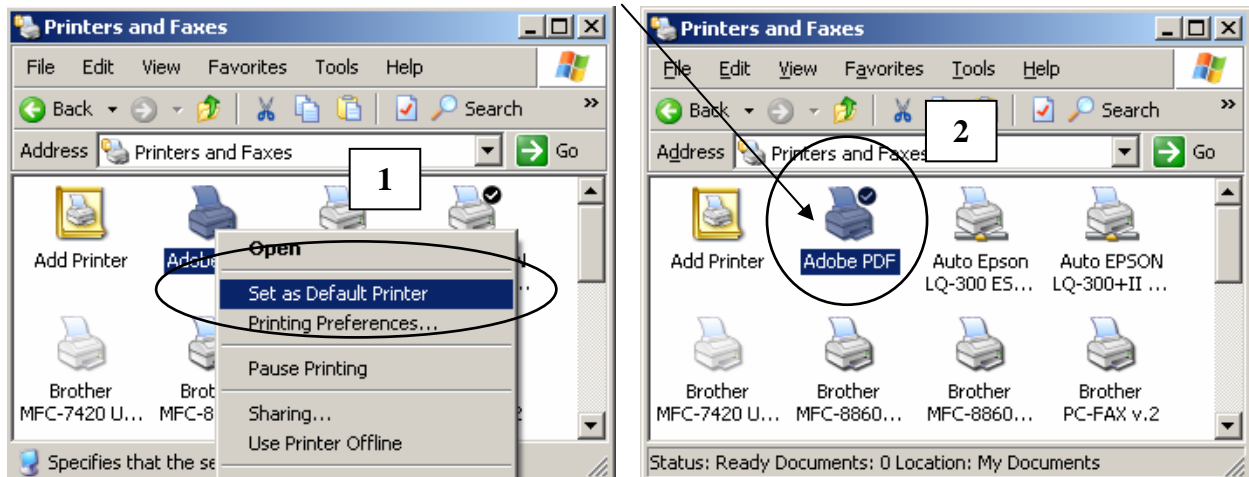 Printers and Faxes
File Edit View Favorites Tools Help
Back Search »
Address Printers and Faxes Go
1
Add Printer
Open
Set as Default Printer
Printing Preferences...
Pause Printing
Sharing...
Use Printer Offline
Brother
MFC-7420 U...
MFC-8
Specifies that the se
Printers and Faxes
File Edit View Favorites Tools Help
Back Search »
Address Printers and Faxes Go
2
Add Printer Adobe PDF Auto Epson Auto EPSON
LQ-300 ES... LQ-300+II ...
Brother Brother Brother Brother
MFC-7420 U... MFC-8860... MFC-8860... PC-FAX v.2
Status: Ready Documents: 0 Location: My Documents